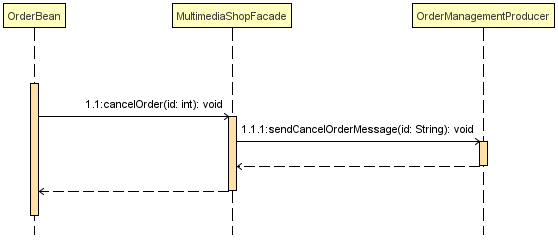 OrderBean
MultimediaShopFacade
OrderManagementProducer
1.1:cancelOrder(id: int): void
1.1.1:sendCancelOrderMessage(id: String): void